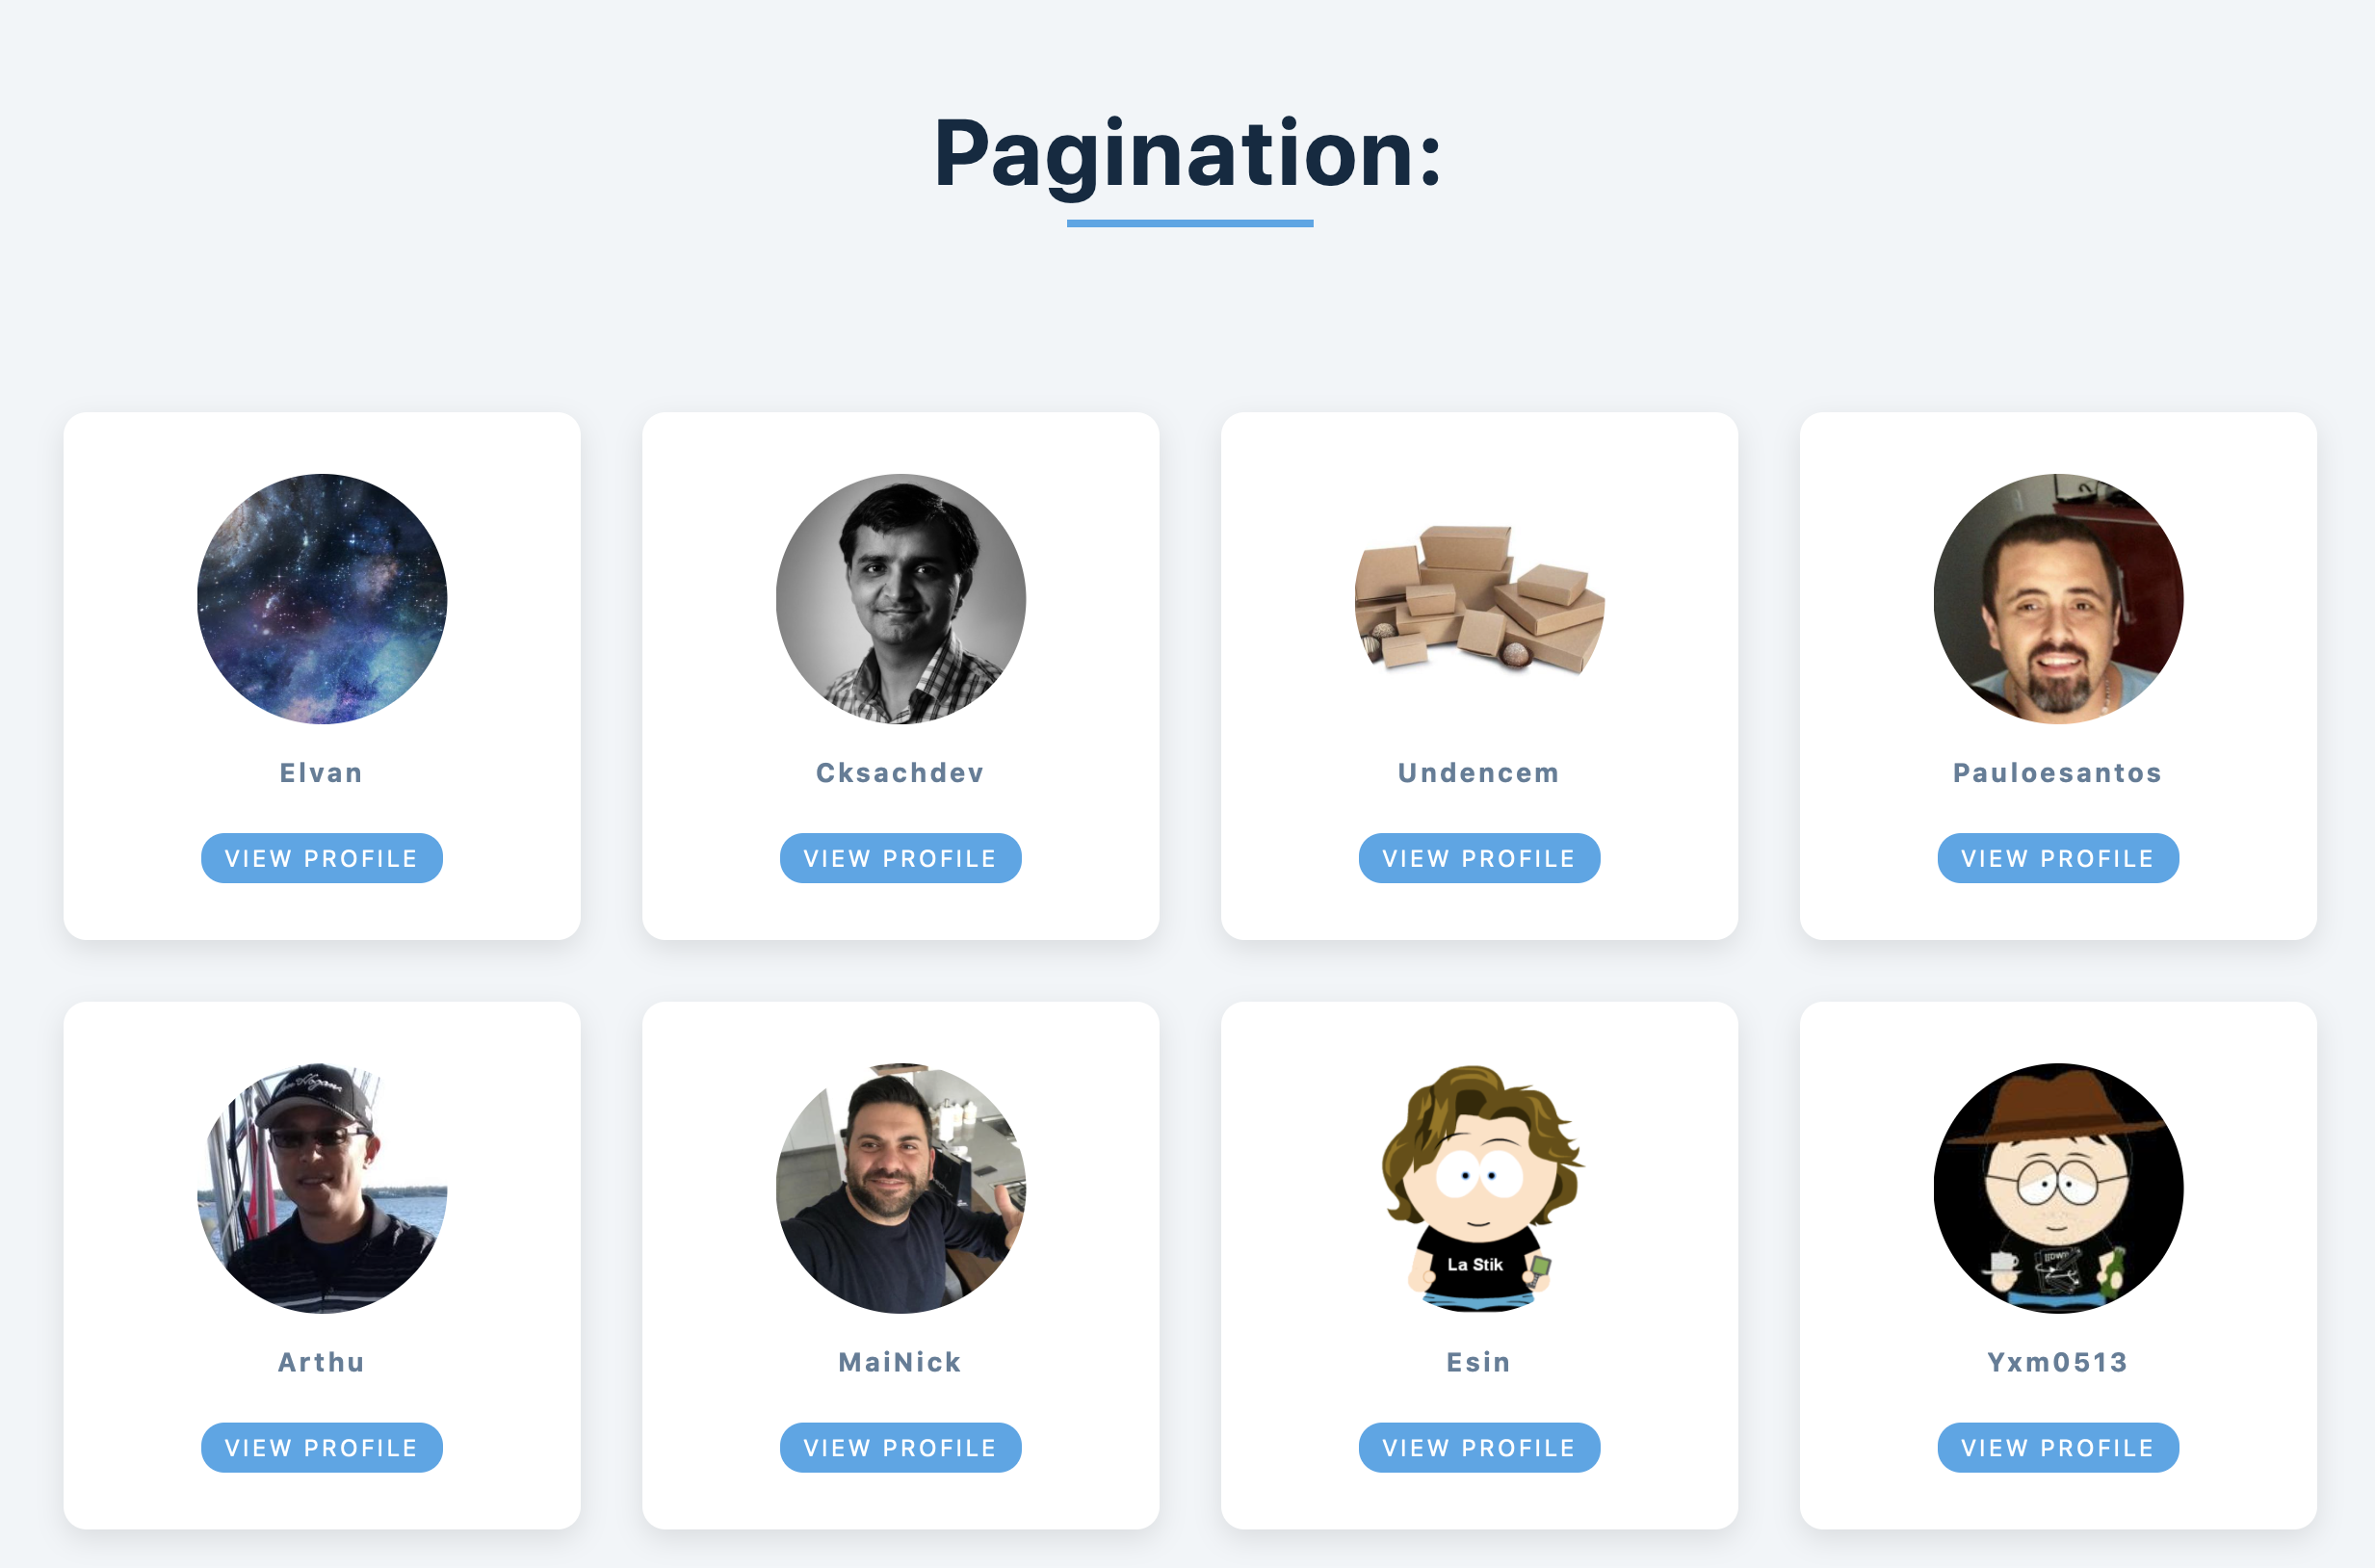 Pagination:
Elvan
Cksachdev
Undencem
Pauloesantos
VIEW PROFILE
VIEW PROFILE
VIEW PROFILE
VIEW PROFILE
La Stik
Arthu
MaiNick
Esin
Yxm0513
VIEW PROFILE
VIEW PROFILE
VIEW PROFILE
VIEW PROFILE